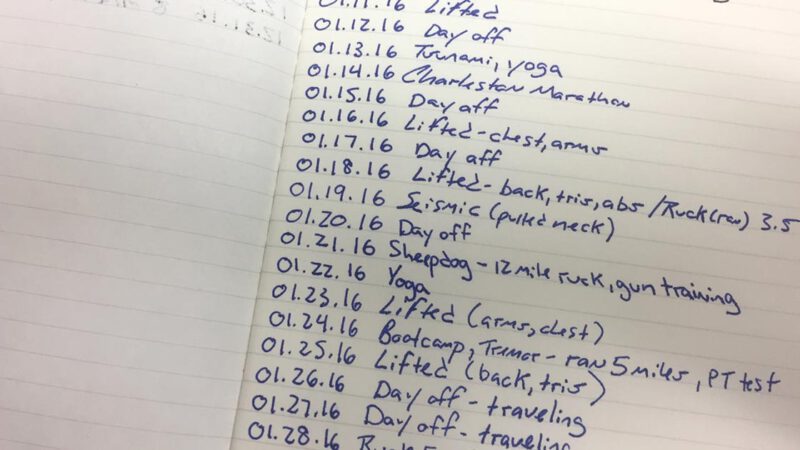 12.31.16
01.11.16 Lifted
01.12.16 Day off
01.13.16 Tsunami, yoga
01.14.16 Charleston Marathon
01.15.16 Day off
01.16.16 Lifted - chest, arms
01.17.16 Day off
01.18.16 Lifted - back, tris, abs / Ruck (ran) 3.5
01.19.16 Seismic (pulled neck)
01.20.16 Day off
01.21.16 Sheepdog - 12 mile ruck, gun training
01.22.16 Yoga
01.23.16 Lifted (arms, chest)
01.24.16 Bootcamp, Tremor - ran 5 miles, PT test
01.25.16 Lifted (back, tris)
01.26.16 Day off - traveling
01.27.16 Day off - traveling
01.28.16 Ruck